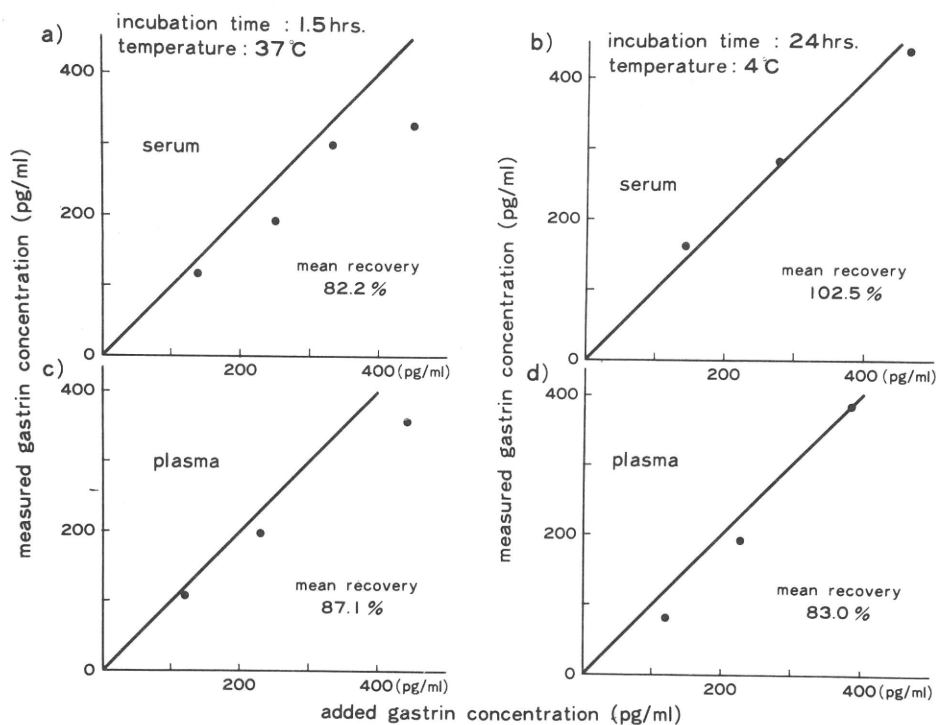 a)
incubation time : 1.5 hrs.
temperature : 37°C
400
200
0
serum
mean recovery
82.2 %
200
400 (pg/ml)
b)
incubation time : 24 hrs.
temperature : 4°C
400
200
0
serum
mean recovery
102.5 %
200
400 (pg/ml)
c)
400
200
0
plasma
mean recovery
87.1 %
200
400 (pg/ml)
d)
400
200
0
plasma
mean recovery
83.0 %
200
400 (pg/ml)
measured gastrin concentration (pg/ml)
measured gastrin concentration (pg/ml)
added gastrin concentration (pg/ml)